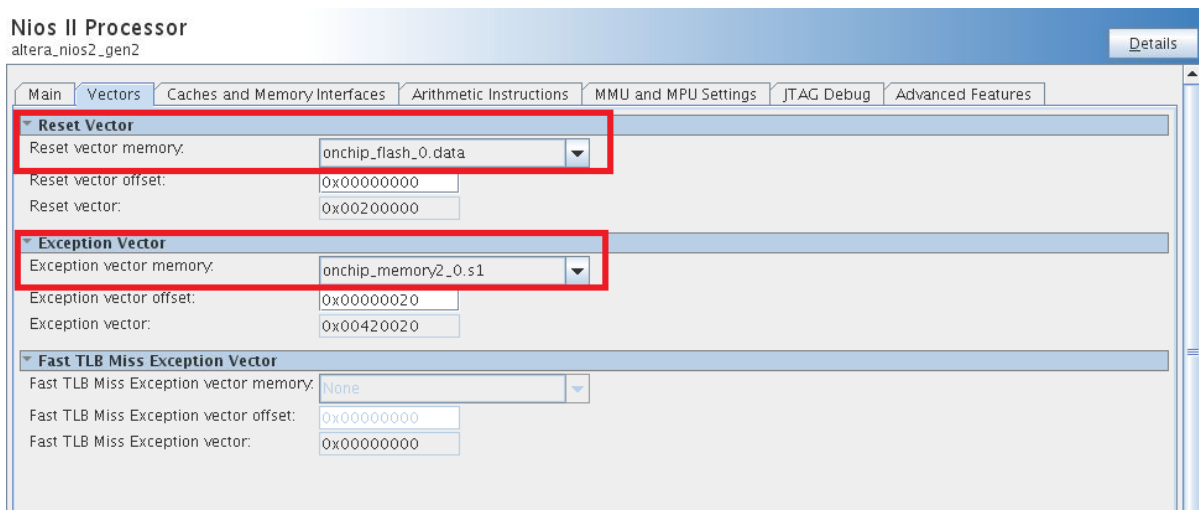 Nios II Processor
altera_nios2_gen2
Details
Main Vectors Caches and Memory Interfaces Arithmetic Instructions MMU and MPU Settings JTAG Debug Advanced Features
Reset Vector
Reset vector memory: onchip_flash_0.data
Reset vector offset: 0x00000000
Reset vector: 0x00200000
Exception Vector
Exception vector memory: onchip_memory2_0.s1
Exception vector offset: 0x00000020
Exception vector: 0x00420020
Fast TLB Miss Exception Vector
Fast TLB Miss Exception vector memory: None
Fast TLB Miss Exception vector offset: 0x00000000
Fast TLB Miss Exception vector: 0x00000000